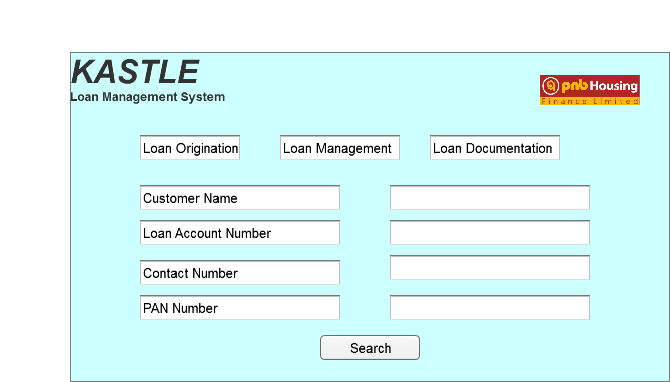 KASTLE
Loan Management System
pnb Housing
Finance Limited
Loan Origination Loan Management Loan Documentation
Customer Name
Loan Account Number
Contact Number
PAN Number
Search